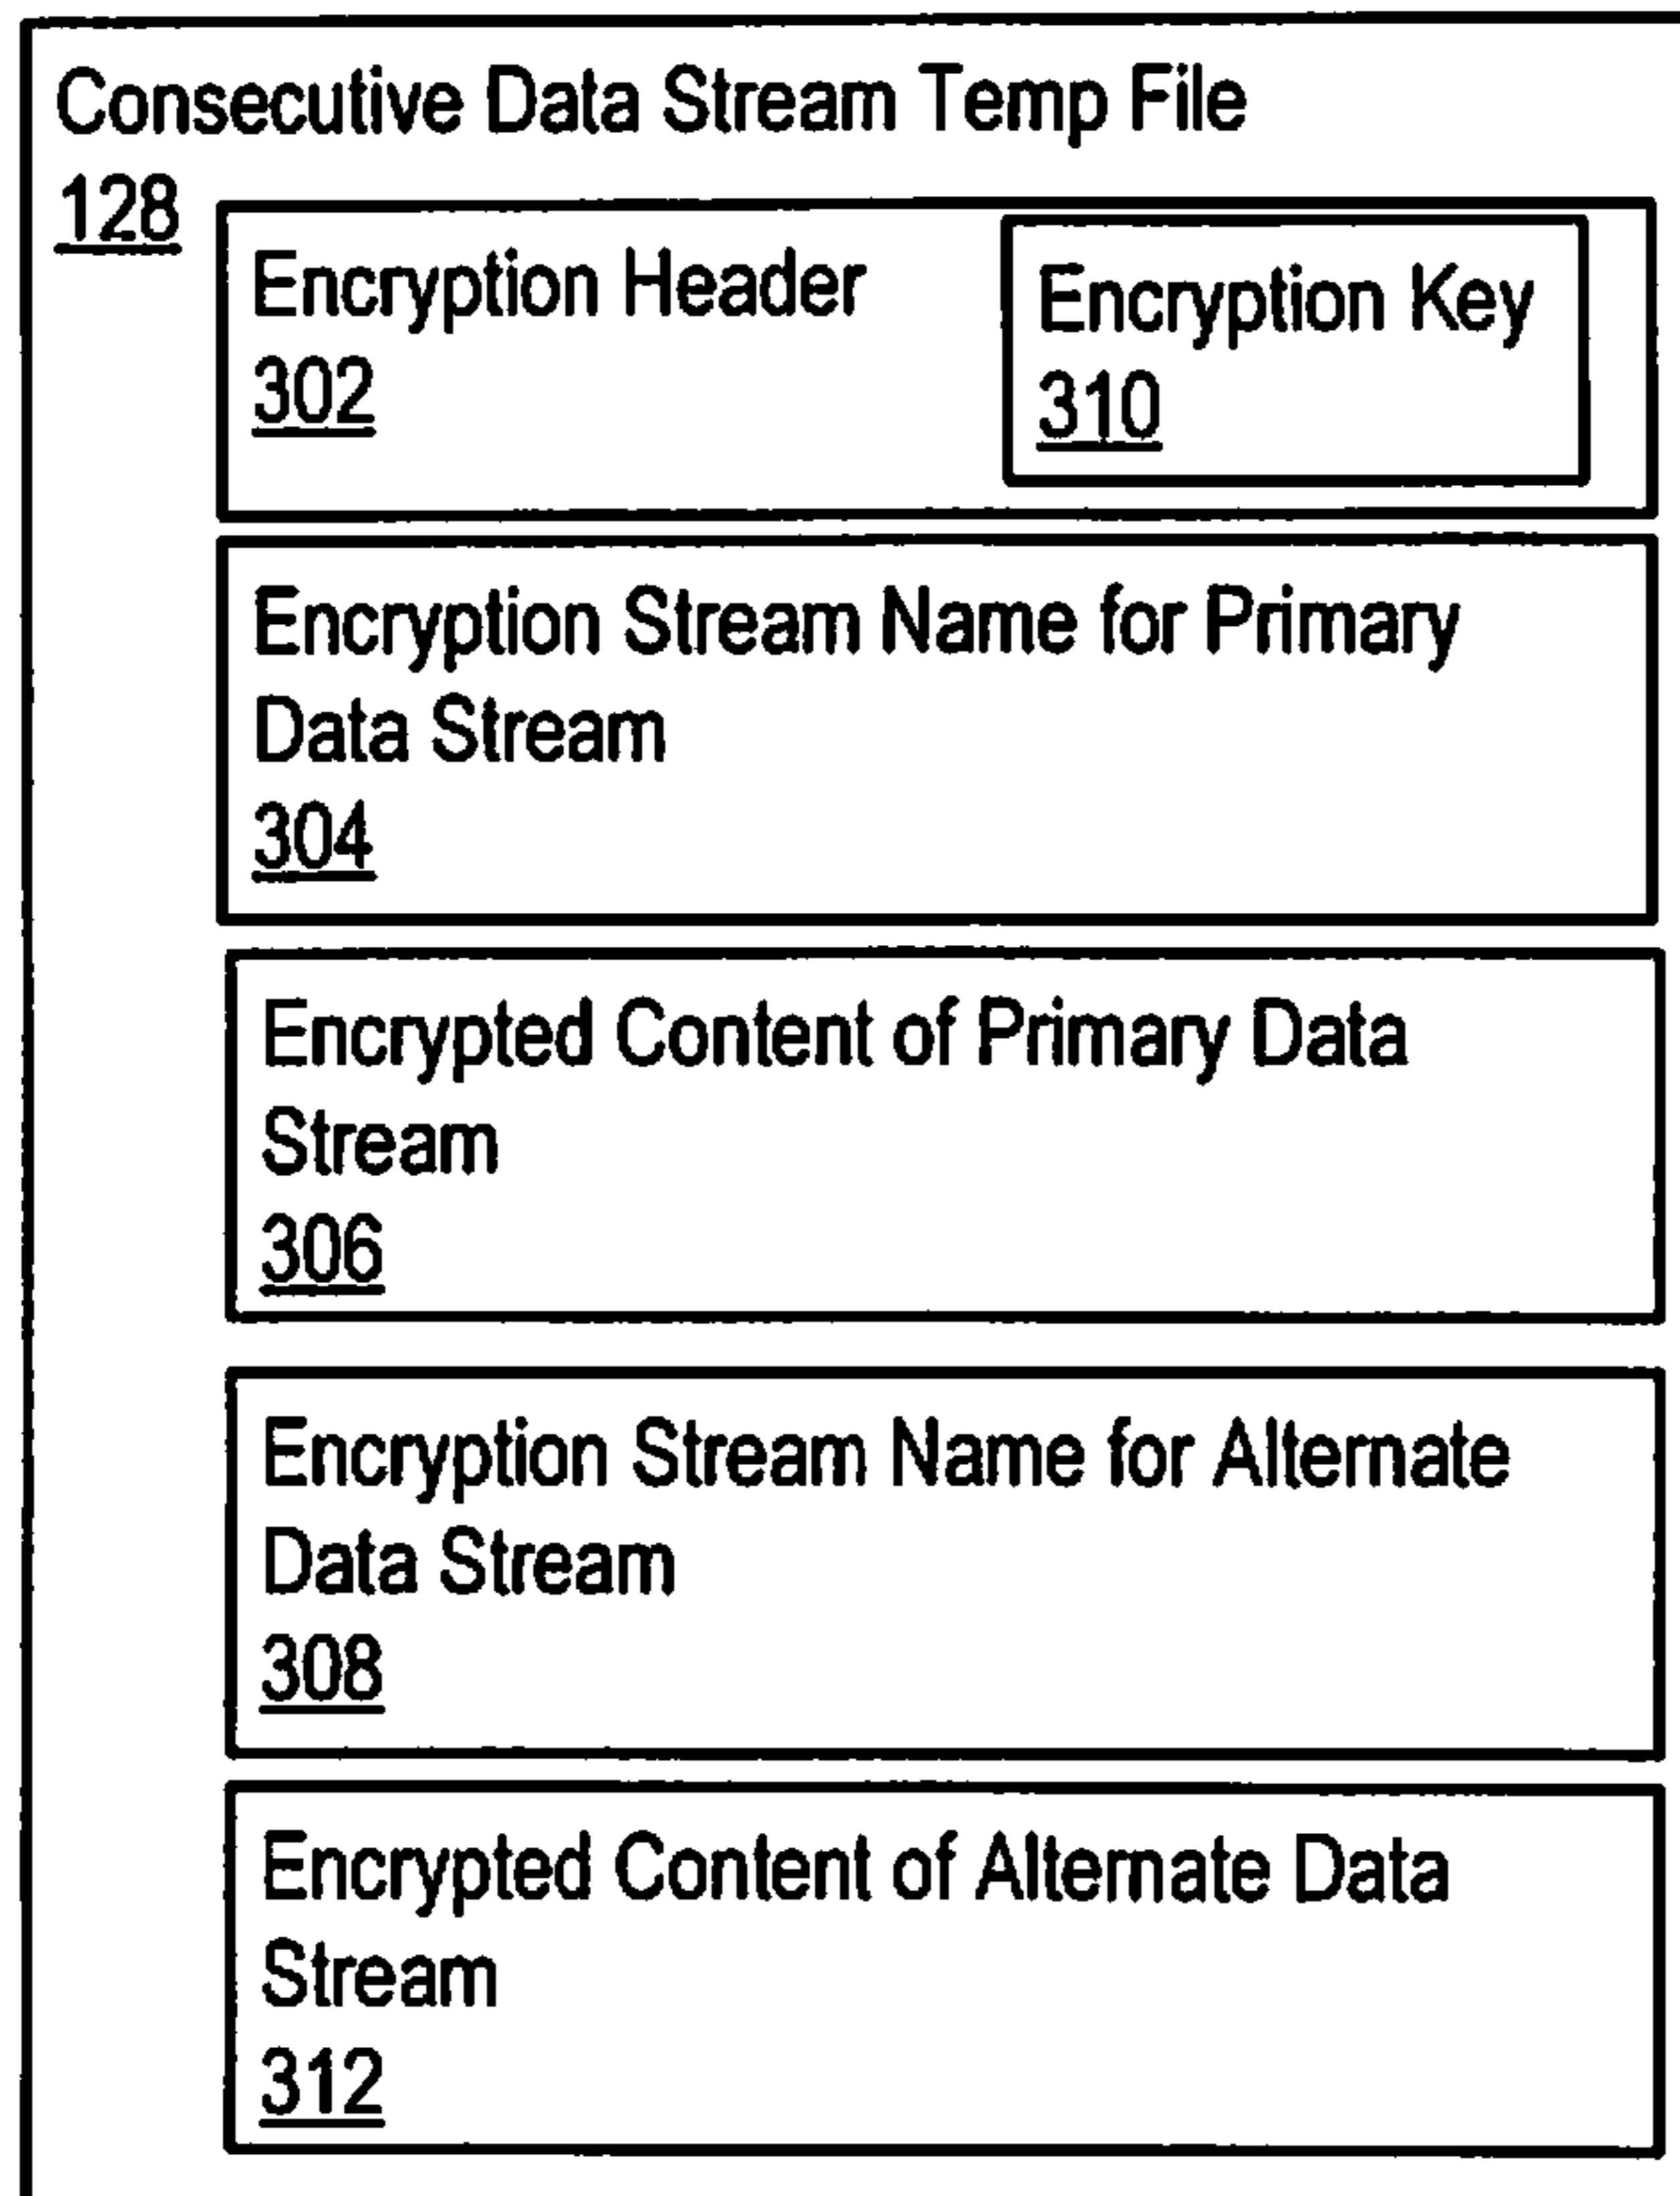 Consecutive Data Stream Temp File
128
Encryption Header
302
Encryption Key
310
Encryption Stream Name for Primary
Data Stream
304
Encrypted Content of Primary Data
Stream
306
Encryption Stream Name for Alternate
Data Stream
308
Encrypted Content of Alternate Data
Stream
312